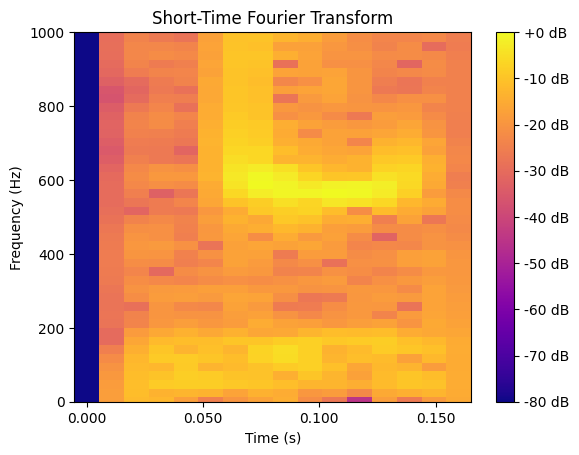 Short-Time Fourier Transform
Frequency (Hz)
1000
800
600
400
200
0
0.000
0.050
0.100
0.150
Time (s)
+0 dB
-10 dB
-20 dB
-30 dB
-40 dB
-50 dB
-60 dB
-70 dB
-80 dB